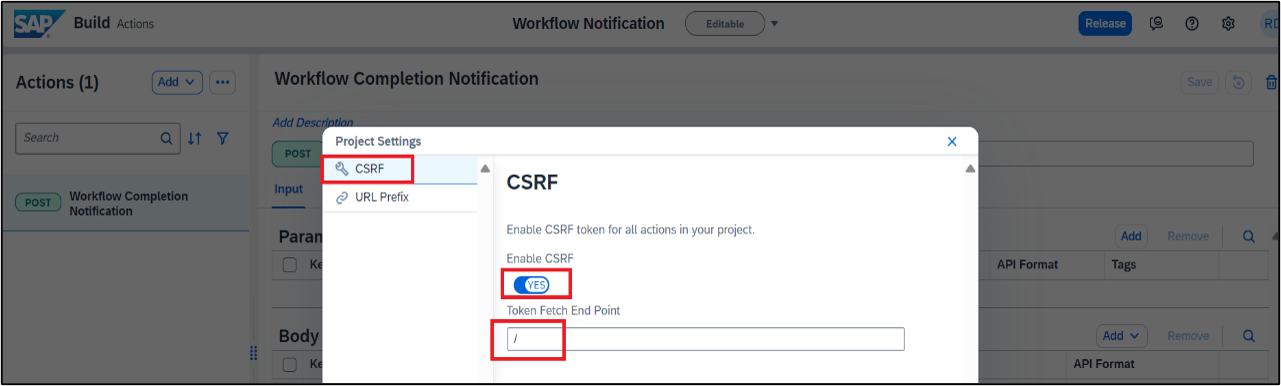 SAP Build Actions Workflow Notification Editable Release RD
Actions (1) Add Workflow Completion Notification Save
Search
Add Description
POST
Input
POST Workflow Completion
Notification
Project Settings
CSRF
URL Prefix
CSRF
Enable CSRF token for all actions in your project.
Enable CSRF
YES
Token Fetch End Point
/
Paran
Add Remove
Ke
API Format Tags
Body
Add Remove
Ke
API Format